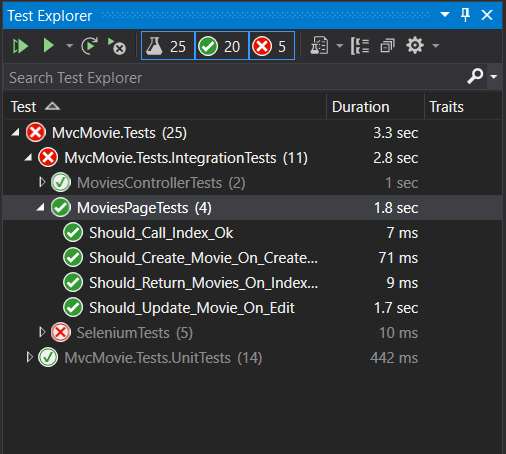 Test Explorer
25 20 5
Search Test Explorer
Test Duration Traits
MvcMovie.Tests (25) 3.3 sec
MvcMovie.Tests.IntegrationTests (11) 2.8 sec
MoviesControllerTests (2) 1 sec
MoviesPageTests (4) 1.8 sec
Should_Call_Index_Ok 7 ms
Should_Create_Movie_On_Create... 71 ms
Should_Return_Movies_On_Index... 9 ms
Should_Update_Movie_On_Edit 1.7 sec
SeleniumTests (5) 10 ms
MvcMovie.Tests.UnitTests (14) 442 ms